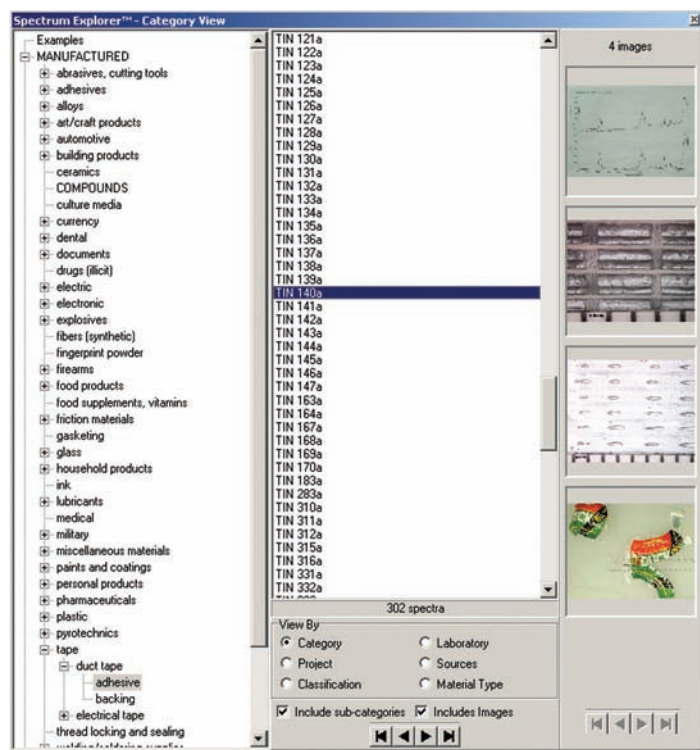 Spectrum Explorer™ - Category View
Examples
MANUFACTURED
abrasives, cutting tools
adhesives
alloys
art/craft products
automotive
building products
ceramics
COMPOUNDS
culture media
currency
dental
documents
drugs (illicit)
electric
electronic
explosives
fibers (synthetic)
fingerprint powder
firearms
food products
food supplements, vitamins
friction materials
gasketing
glass
household products
ink
lubricants
medical
military
miscellaneous materials
paints and coatings
personal products
pharmaceuticals
plastic
pyrotechnics
tape
duct tape
adhesive
backing
electrical tape
thread locking and sealing
welding/soldering supplies
TIN 121a
TIN 122a
TIN 123a
TIN 124a
TIN 125a
TIN 126a
TIN 127a
TIN 128a
TIN 129a
TIN 130a
TIN 131a
TIN 132a
TIN 133a
TIN 134a
TIN 135a
TIN 136a
TIN 137a
TIN 138a
TIN 139a
TIN 140a
TIN 141a
TIN 142a
TIN 143a
TIN 144a
TIN 145a
TIN 146a
TIN 147a
TIN 163a
TIN 164a
TIN 167a
TIN 168a
TIN 169a
TIN 170a
TIN 183a
TIN 283a
TIN 310a
TIN 311a
TIN 312a
TIN 315a
TIN 316a
TIN 331a
TIN 332a
302 spectra
View By
Category
Laboratory
Project
Sources
Classification
Material Type
Include sub-categories
Includes Images
4 images